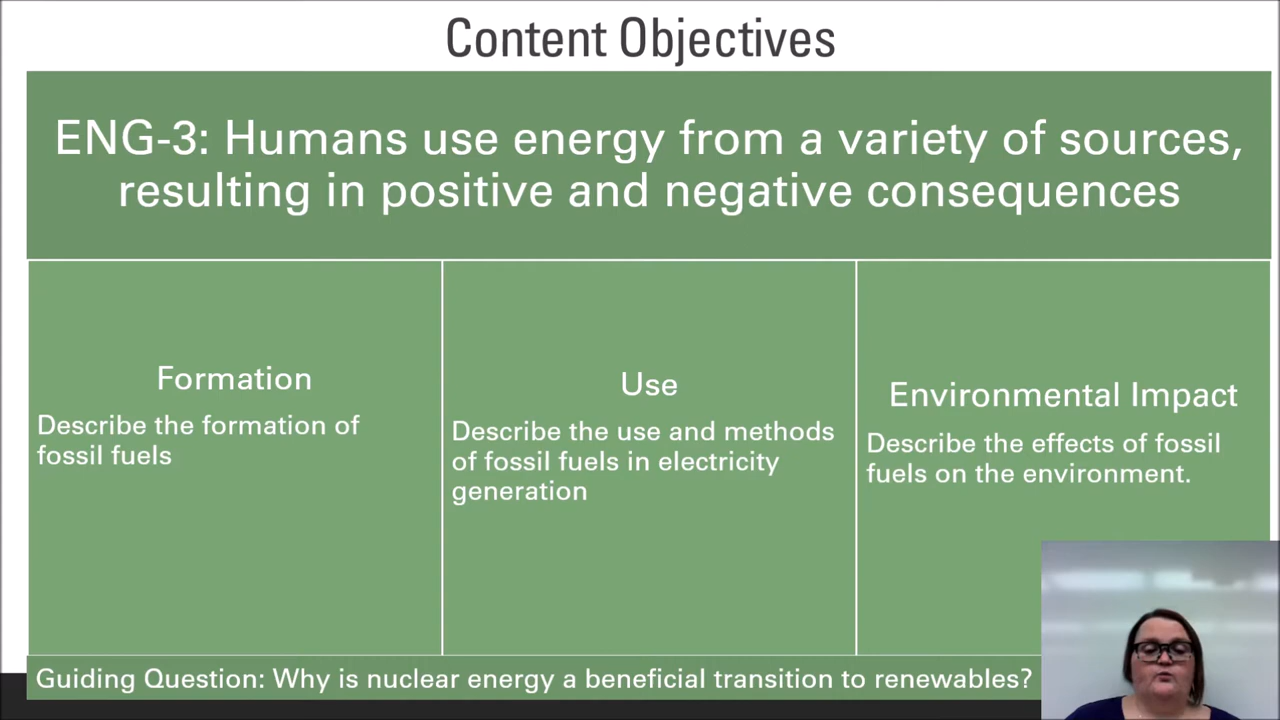 Content Objectives
ENG-3: Humans use energy from a variety of sources,
resulting in positive and negative consequences
Formation
Describe the formation of
fossil fuels
Use
Describe the use and methods
of fossil fuels in electricity
generation
Environmental Impact
Describe the effects of fossil
fuels on the environment.
Guiding Question: Why is nuclear energy a beneficial transition to renewables?